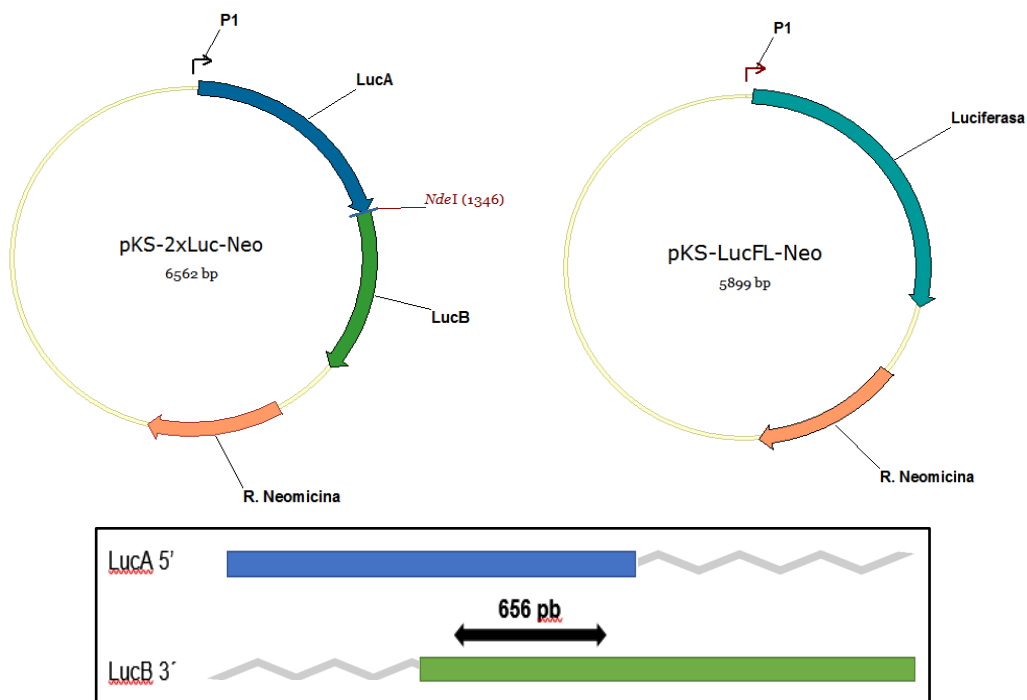 P1
LucA
NdeI (1346)
pKS-2xLuc-Neo
6562 bp
LucB
R. Neomicina
P1
Luciferasa
pKS-LucFL-Neo
5899 bp
R. Neomicina
LucA 5’
656 pb
LucB 3´